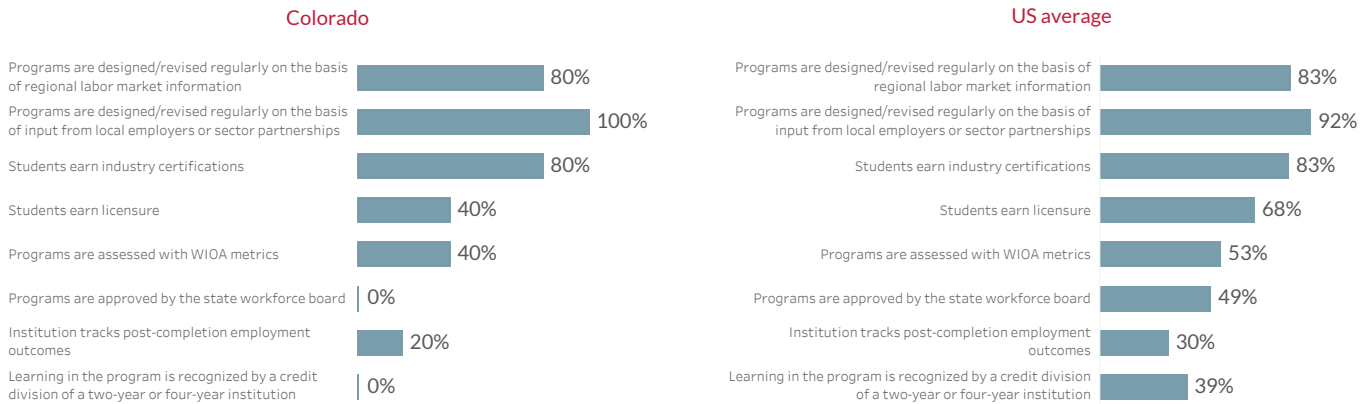 Colorado
Programs are designed/revised regularly on the basis
of regional labor market information
80%
Programs are designed/revised regularly on the basis
of input from local employers or sector partnerships
100%
Students earn industry certifications
80%
Students earn licensure
40%
Programs are assessed with WIOA metrics
40%
Programs are approved by the state workforce board
0%
Institution tracks post-completion employment
outcomes
20%
Learning in the program is recognized by a credit
division of a two-year or four-year institution
0%
US average
Programs are designed/revised regularly on the basis of
regional labor market information
83%
Programs are designed/revised regularly on the basis of
input from local employers or sector partnerships
92%
Students earn industry certifications
83%
Students earn licensure
68%
Programs are assessed with WIOA metrics
53%
Programs are approved by the state workforce board
49%
Institution tracks post-completion employment
outcomes
30%
Learning in the program is recognized by a credit division
of a two-year or four-year institution
39%